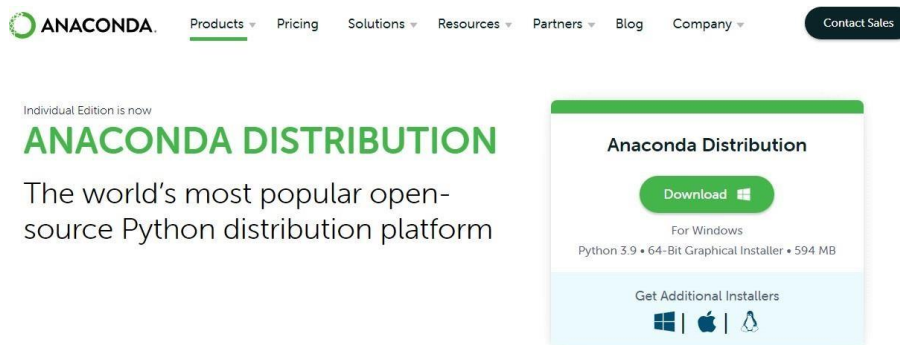 ANACONDA. Products Pricing Solutions Resources Partners Blog Company Contact Sales
Individual Edition is now
ANACONDA DISTRIBUTION
The world's most popular open-
source Python distribution platform
Anaconda Distribution
Download
For Windows
Python 3.9 • 64-Bit Graphical Installer • 594 MB
Get Additional Installers